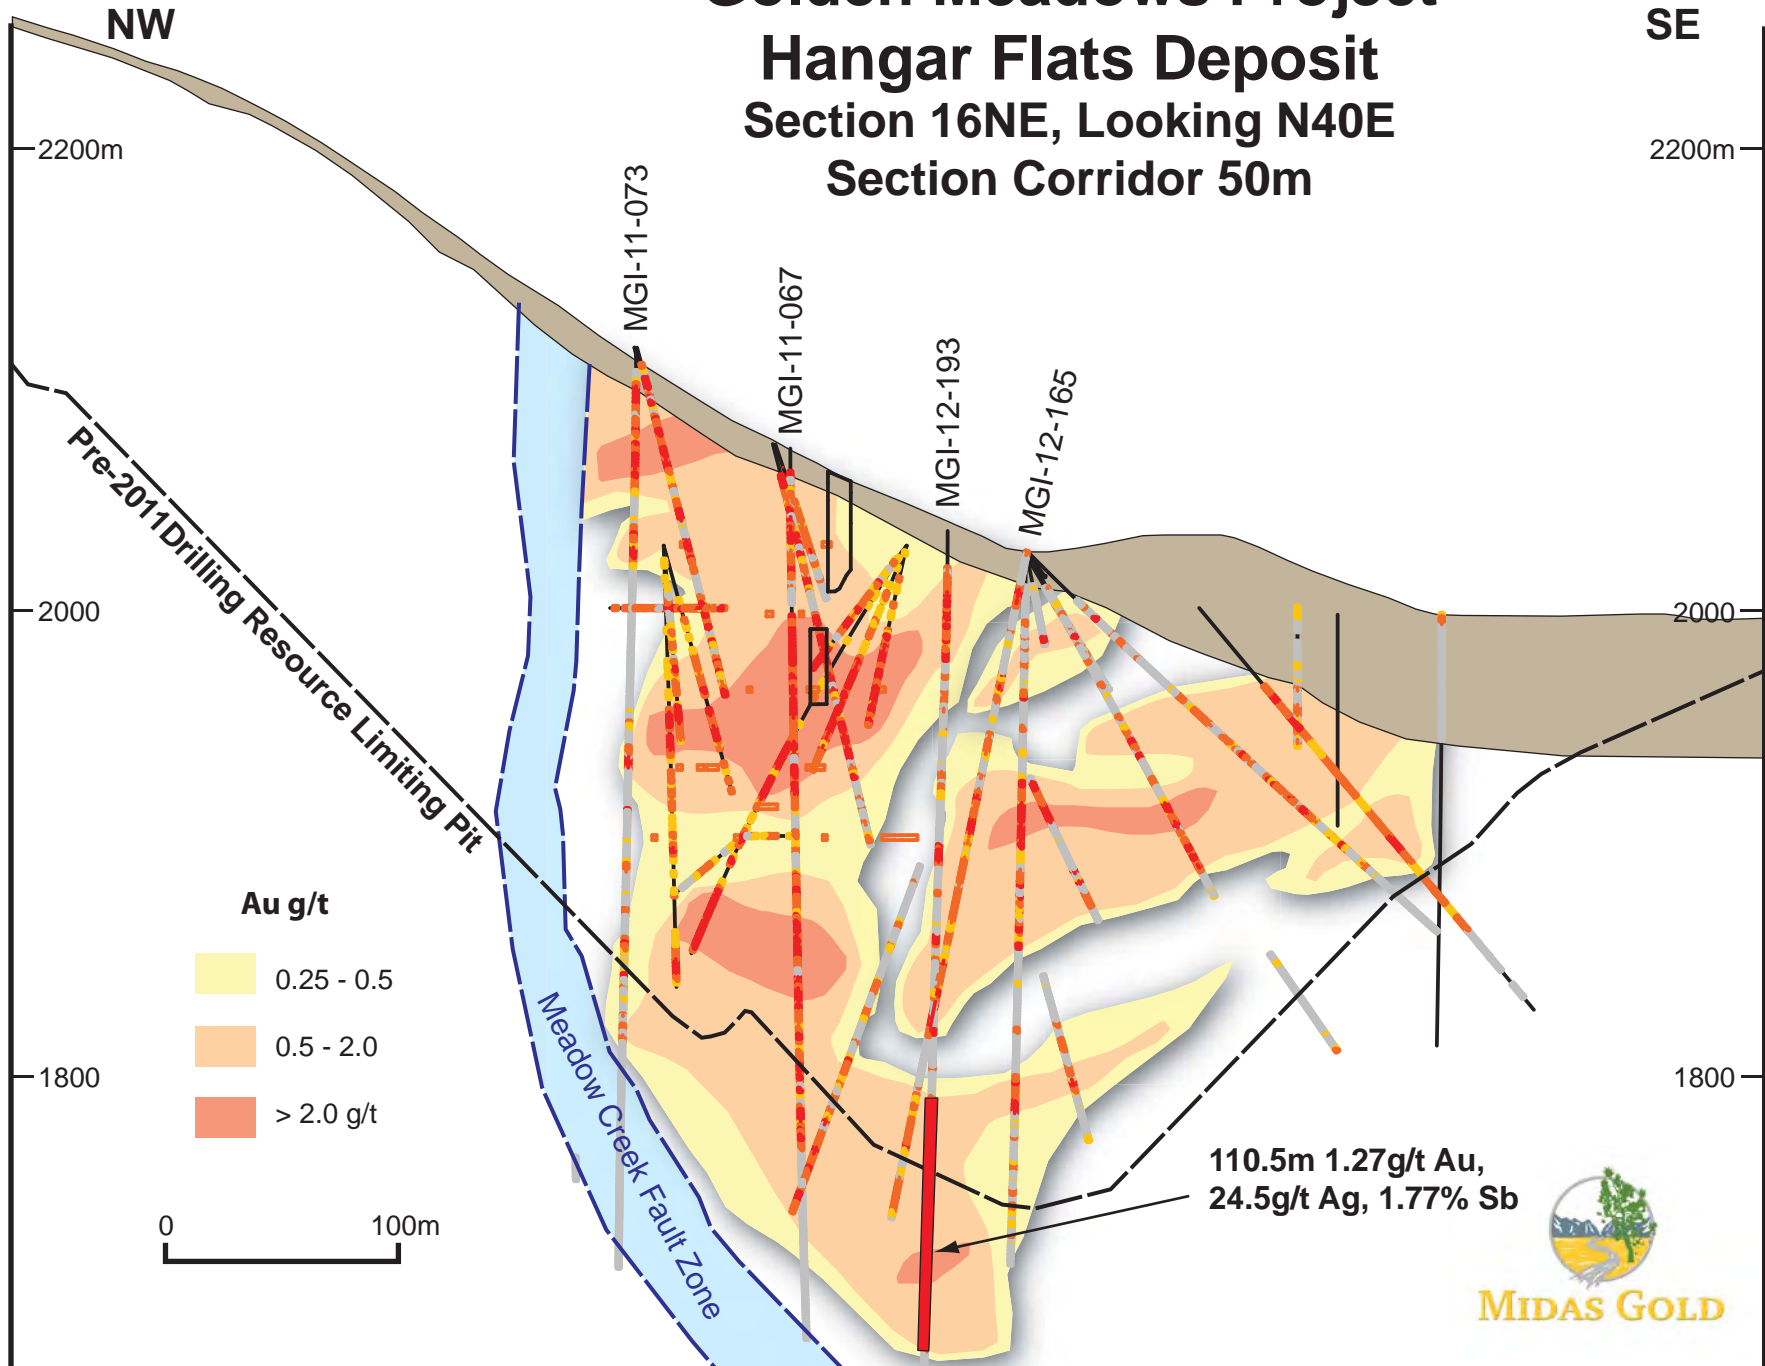 Golden Meadows Project
NW
SE
Hangar Flats Deposit
Section 16NE, Looking N40E
Section Corridor 50m
2200m
2200m
MGI-11-073
MGI-11-067
MGI-12-193
MGI-12-165
2000
2000
Pre-2011Drilling Resource Limiting Pit
Au g/t
0.25 - 0.5
0.5 - 2.0
> 2.0 g/t
Meadow Creek Fault Zone
1800
1800
110.5m 1.27g/t Au,
24.5g/t Ag, 1.77% Sb
0 100m
MIDAS GOLD